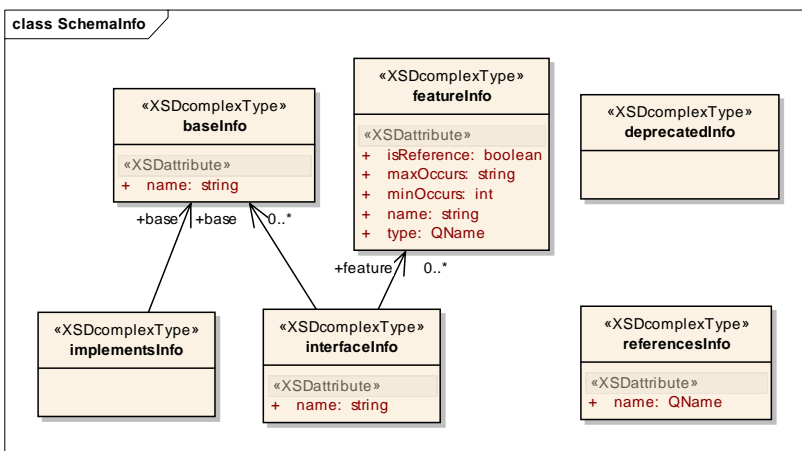 class SchemaInfo
«XSDcomplexType»
baseInfo
«XSDattribute»
+ name: string
«XSDcomplexType»
featureInfo
«XSDattribute»
+ isReference: boolean
+ maxOccurs: string
+ minOccurs: int
+ name: string
+ type: QName
«XSDcomplexType»
deprecatedInfo
+base
+base
0..*
+feature
0..*
«XSDcomplexType»
implementsInfo
«XSDcomplexType»
interfaceInfo
«XSDattribute»
+ name: string
«XSDcomplexType»
referencesInfo
«XSDattribute»
+ name: QName